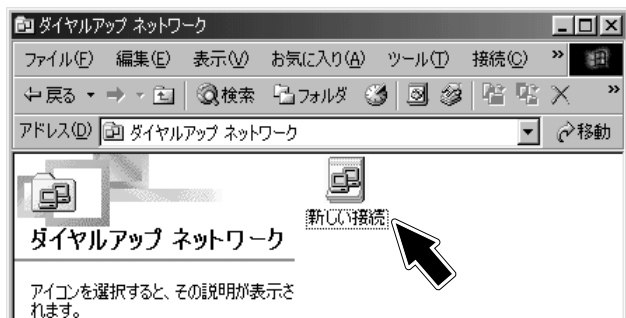 ダイヤルアップ ネットワーク
ファイル(F) 編集(E) 表示(V) お気に入り(A) ツール(T) 接続(C) »
戻る 検索 フォルダ »
アドレス(D) ダイヤルアップ ネットワーク 移動
新しい接続
ダイヤルアップ ネットワーク
アイコンを選択すると、その説明が表示さ
れます。